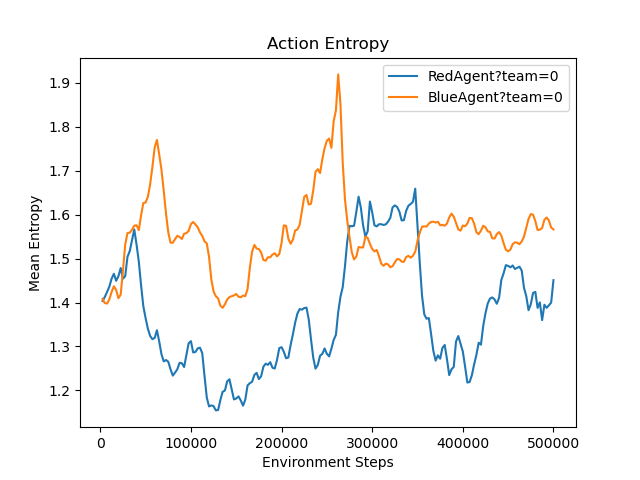 Action Entropy
RedAgent?team=0
BlueAgent?team=0
Mean Entropy
1.9
1.8
1.7
1.6
1.5
1.4
1.3
1.2
0
100000
200000
300000
400000
500000
Environment Steps